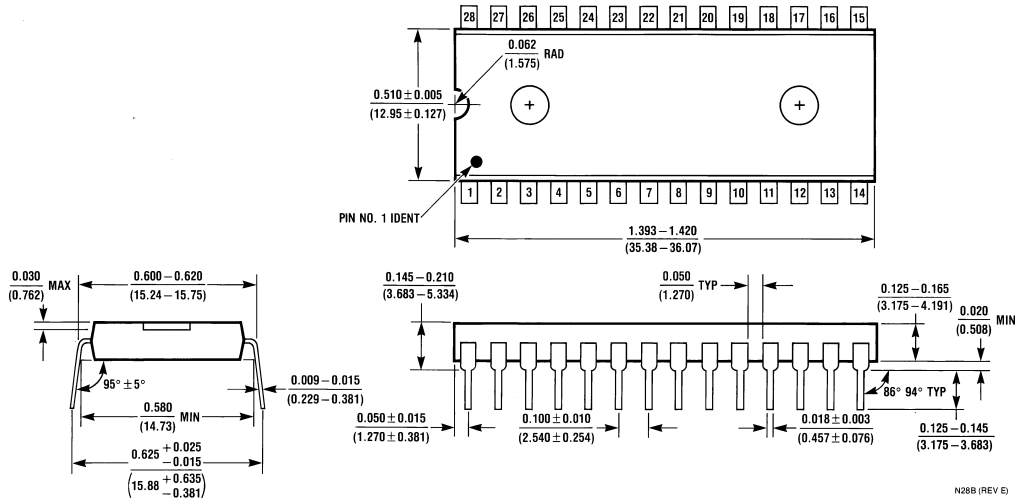 28 27 26 25 24 23 22 21 20 19 18 17 16 15
0.062
(1.575)
RAD
0.510 ± 0.005
(12.95 ± 0.127)
1 2 3 4 5 6 7 8 9 10 11 12 13 14
PIN NO. 1 IDENT
1.393 – 1.420
(35.38 – 36.07)
0.030
(0.762)
MAX
0.600 – 0.620
(15.24 – 15.75)
95° ± 5°
0.009 – 0.015
(0.229 – 0.381)
0.580
(14.73)
MIN
0.625 + 0.025
– 0.015
(15.88 + 0.635
– 0.381)
0.145 – 0.210
(3.683 – 5.334)
0.050
(1.270)
TYP
0.125 – 0.165
(3.175 – 4.191)
0.020
(0.508)
MIN
86° 94° TYP
0.050 ± 0.015
(1.270 ± 0.381)
0.100 ± 0.010
(2.540 ± 0.254)
0.018 ± 0.003
(0.457 ± 0.076)
0.125 – 0.145
(3.175 – 3.683)
N28B (REV E)